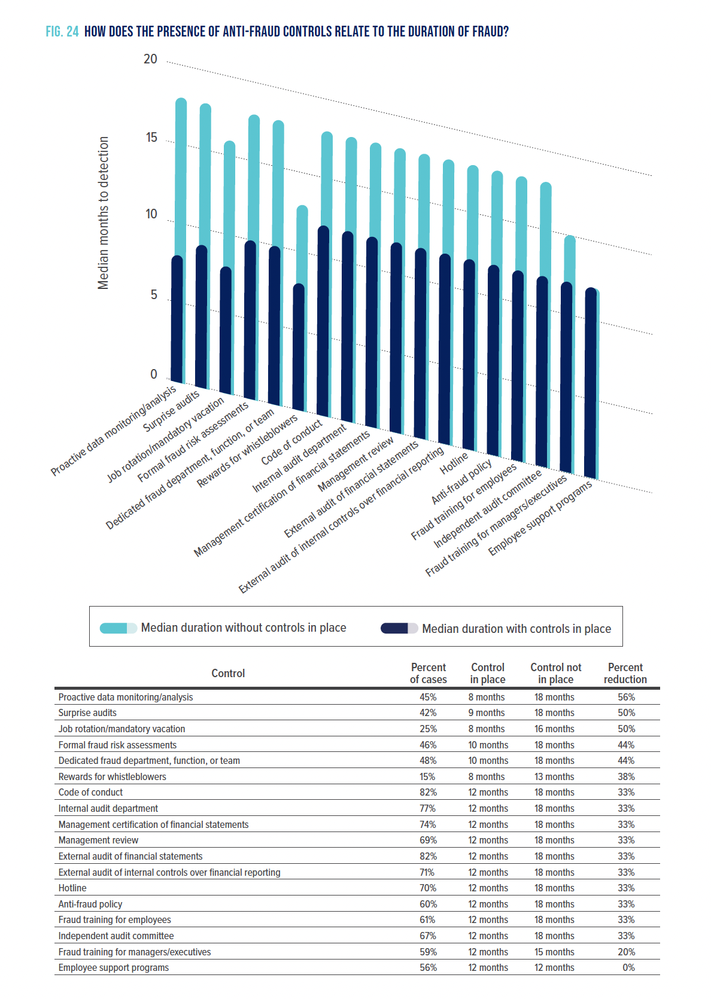 FIG. 24 HOW DOES THE PRESENCE OF ANTI-FRAUD CONTROLS RELATE TO THE DURATION OF FRAUD?
20
15
10
5
0
Median months to detection
Proactive data monitoring/analysis
Surprise audits
Job rotation/mandatory vacation
Formal fraud risk assessments
Dedicated fraud department, function, or team
Rewards for whistleblowers
Code of conduct
Internal audit department
Management certification of financial statements
Management review
External audit of financial statements
External audit of internal controls over financial reporting
Hotline
Anti-fraud policy
Fraud training for employees
Independent audit committee
Fraud training for managers/executives
Employee support programs
Median duration without controls in place
Median duration with controls in place
Control Percent of cases Control in place Control not in place Percent reduction
Proactive data monitoring/analysis 45% 8 months 18 months 56%
Surprise audits 42% 9 months 18 months 50%
Job rotation/mandatory vacation 25% 8 months 16 months 50%
Formal fraud risk assessments 46% 10 months 18 months 44%
Dedicated fraud department, function, or team 48% 10 months 18 months 44%
Rewards for whistleblowers 15% 8 months 13 months 38%
Code of conduct 82% 12 months 18 months 33%
Internal audit department 77% 12 months 18 months 33%
Management certification of financial statements 74% 12 months 18 months 33%
Management review 69% 12 months 18 months 33%
External audit of financial statements 82% 12 months 18 months 33%
External audit of internal controls over financial reporting 71% 12 months 18 months 33%
Hotline 70% 12 months 18 months 33%
Anti-fraud policy 60% 12 months 18 months 33%
Fraud training for employees 61% 12 months 18 months 33%
Independent audit committee 67% 12 months 18 months 33%
Fraud training for managers/executives 59% 12 months 15 months 20%
Employee support programs 56% 12 months 12 months 0%